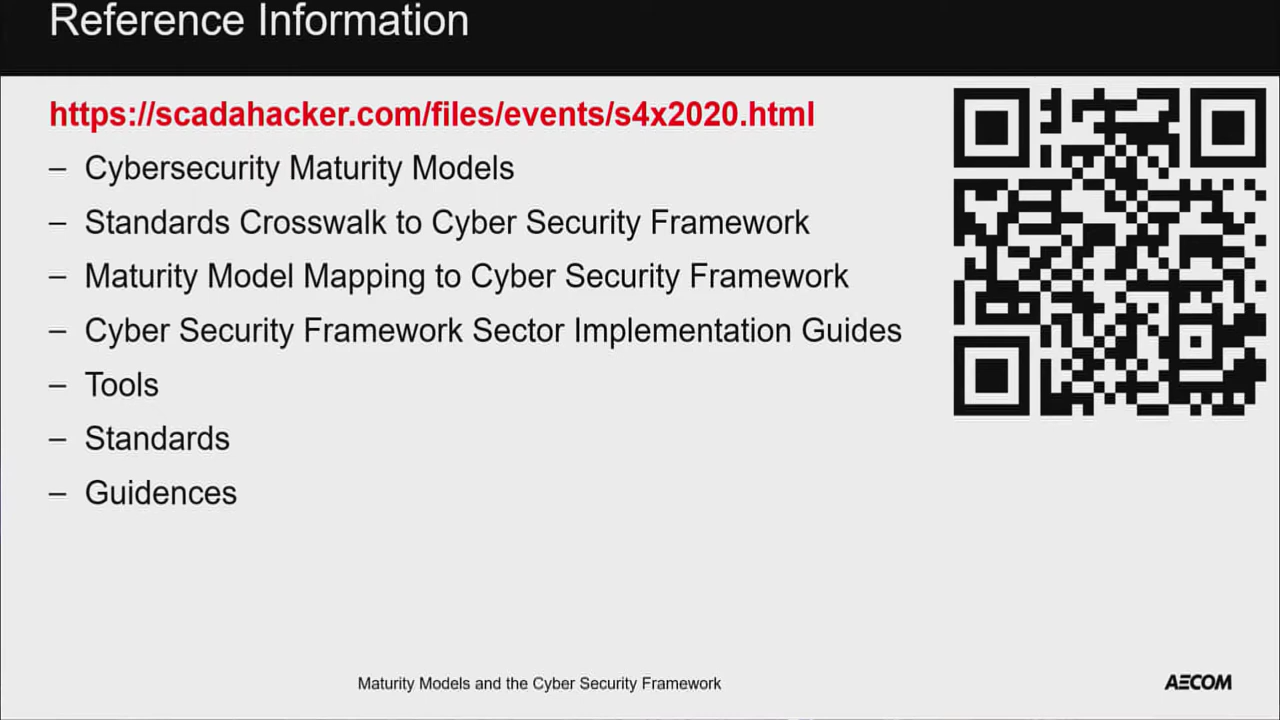 Reference Information
https://scadahacker.com/files/events/s4x2020.html
– Cybersecurity Maturity Models
– Standards Crosswalk to Cyber Security Framework
– Maturity Model Mapping to Cyber Security Framework
– Cyber Security Framework Sector Implementation Guides
– Tools
– Standards
– Guidences
Maturity Models and the Cyber Security Framework
AECOM